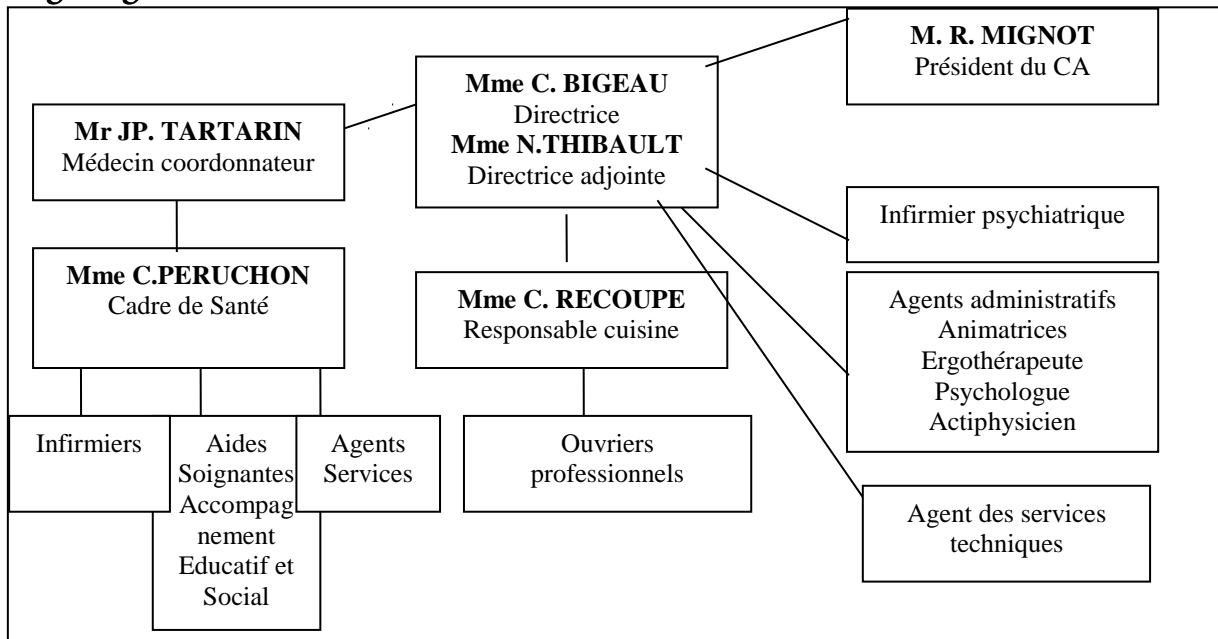 M. R. MIGNOT
Président du CA
Mme C. BIGEAU
Directrice
Mme N.THIBAULT
Directrice adjointe
Mr JP. TARTARIN
Médecin coordonnateur
Infirmier psychiatrique
Mme C.PERUCHON
Cadre de Santé
Mme C. RECOUPE
Responsable cuisine
Agents administratifs
Animatrices
Ergothérapeute
Psychologue
Actiphysicien
Infirmiers
Aides
Soignantes
Accompag
nement
Educatif et
Social
Agents
Services
Ouvriers
professionnels
Agent des services
techniques